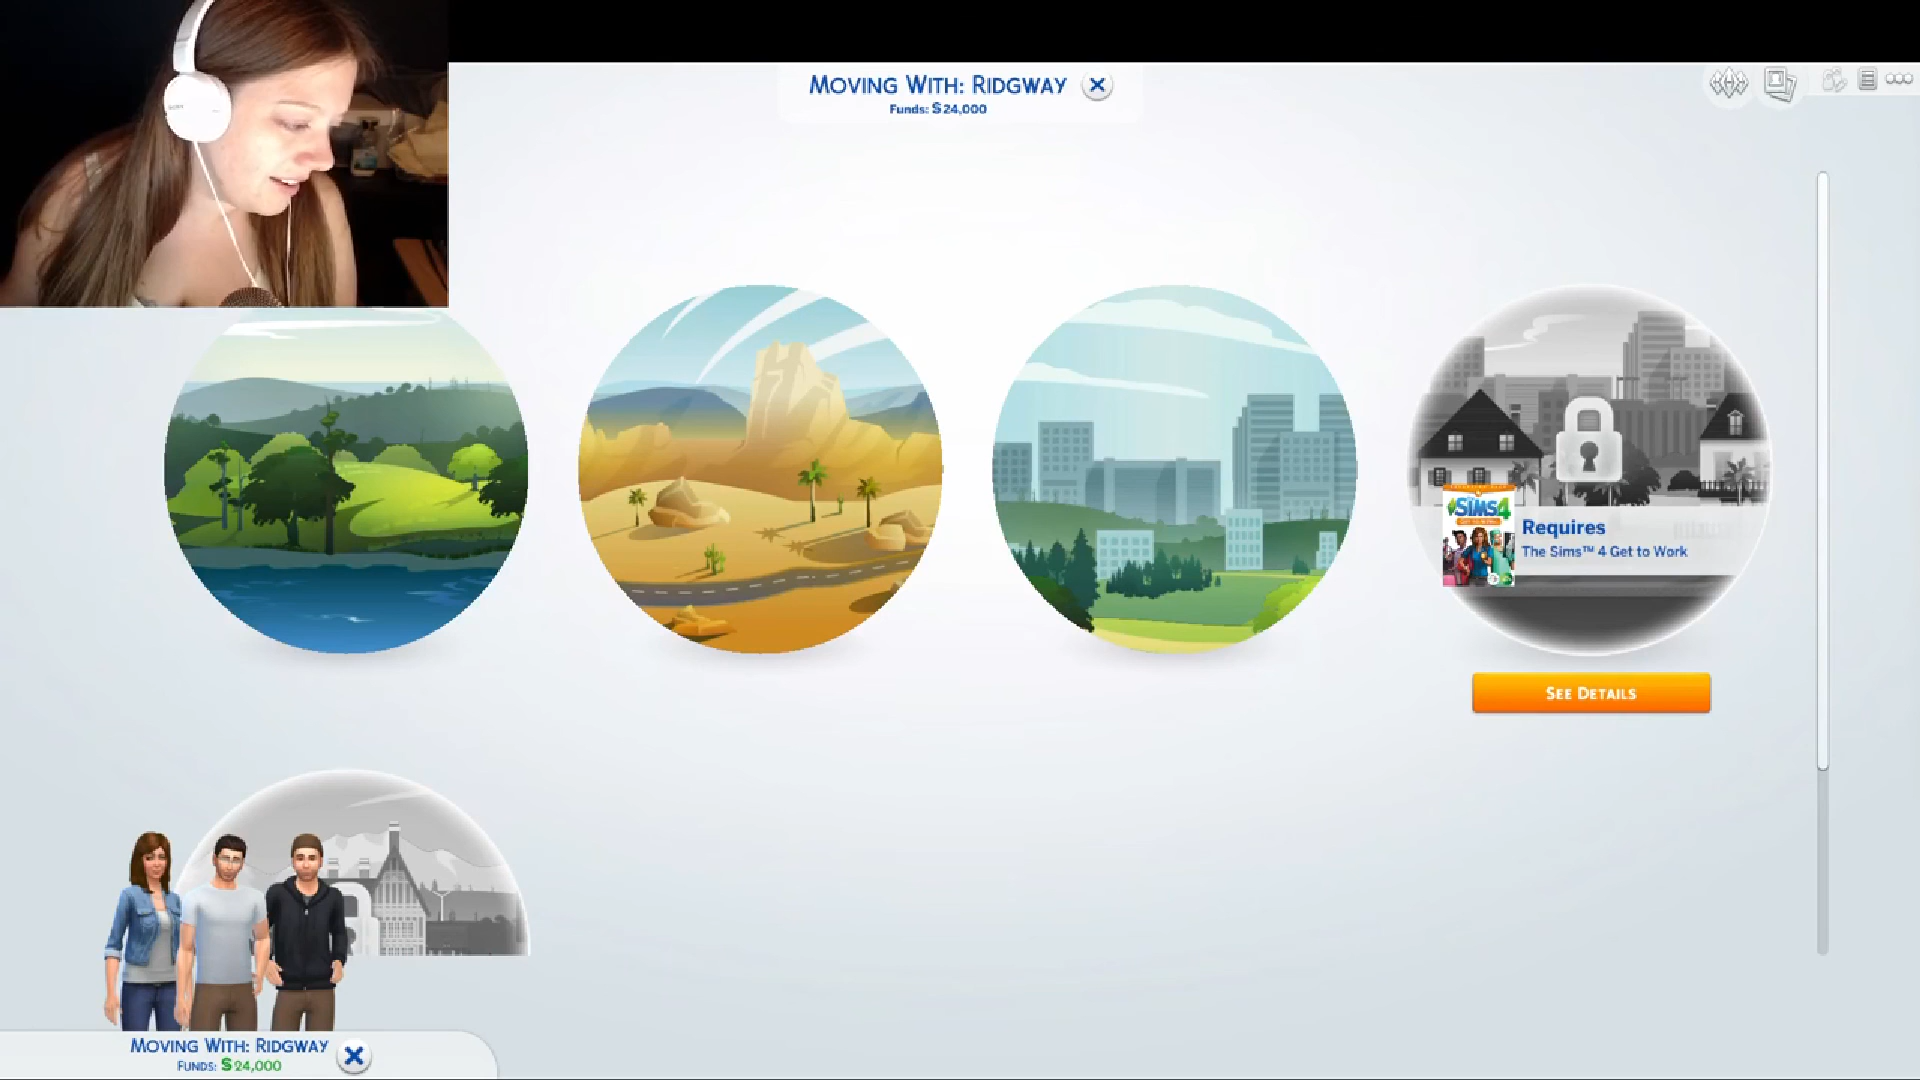 MOVING WITH: RIDGWAY
Funds: $24,000
SIMS4
Requires
The Sims™ 4 Get to Work
SEE DETAILS
MOVING WITH: RIDGWAY
FUNDS: $24,000